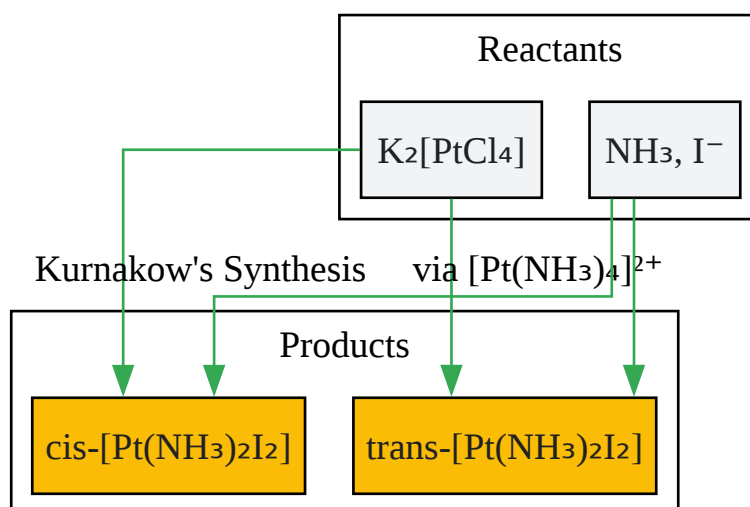 Reactants
K₂[PtCl₄]
NH₃, I⁻
Kurnakow's Synthesis
via [Pt(NH₃)₄]²⁺
Products
cis-[Pt(NH₃)₂I₂]
trans-[Pt(NH₃)₂I₂]